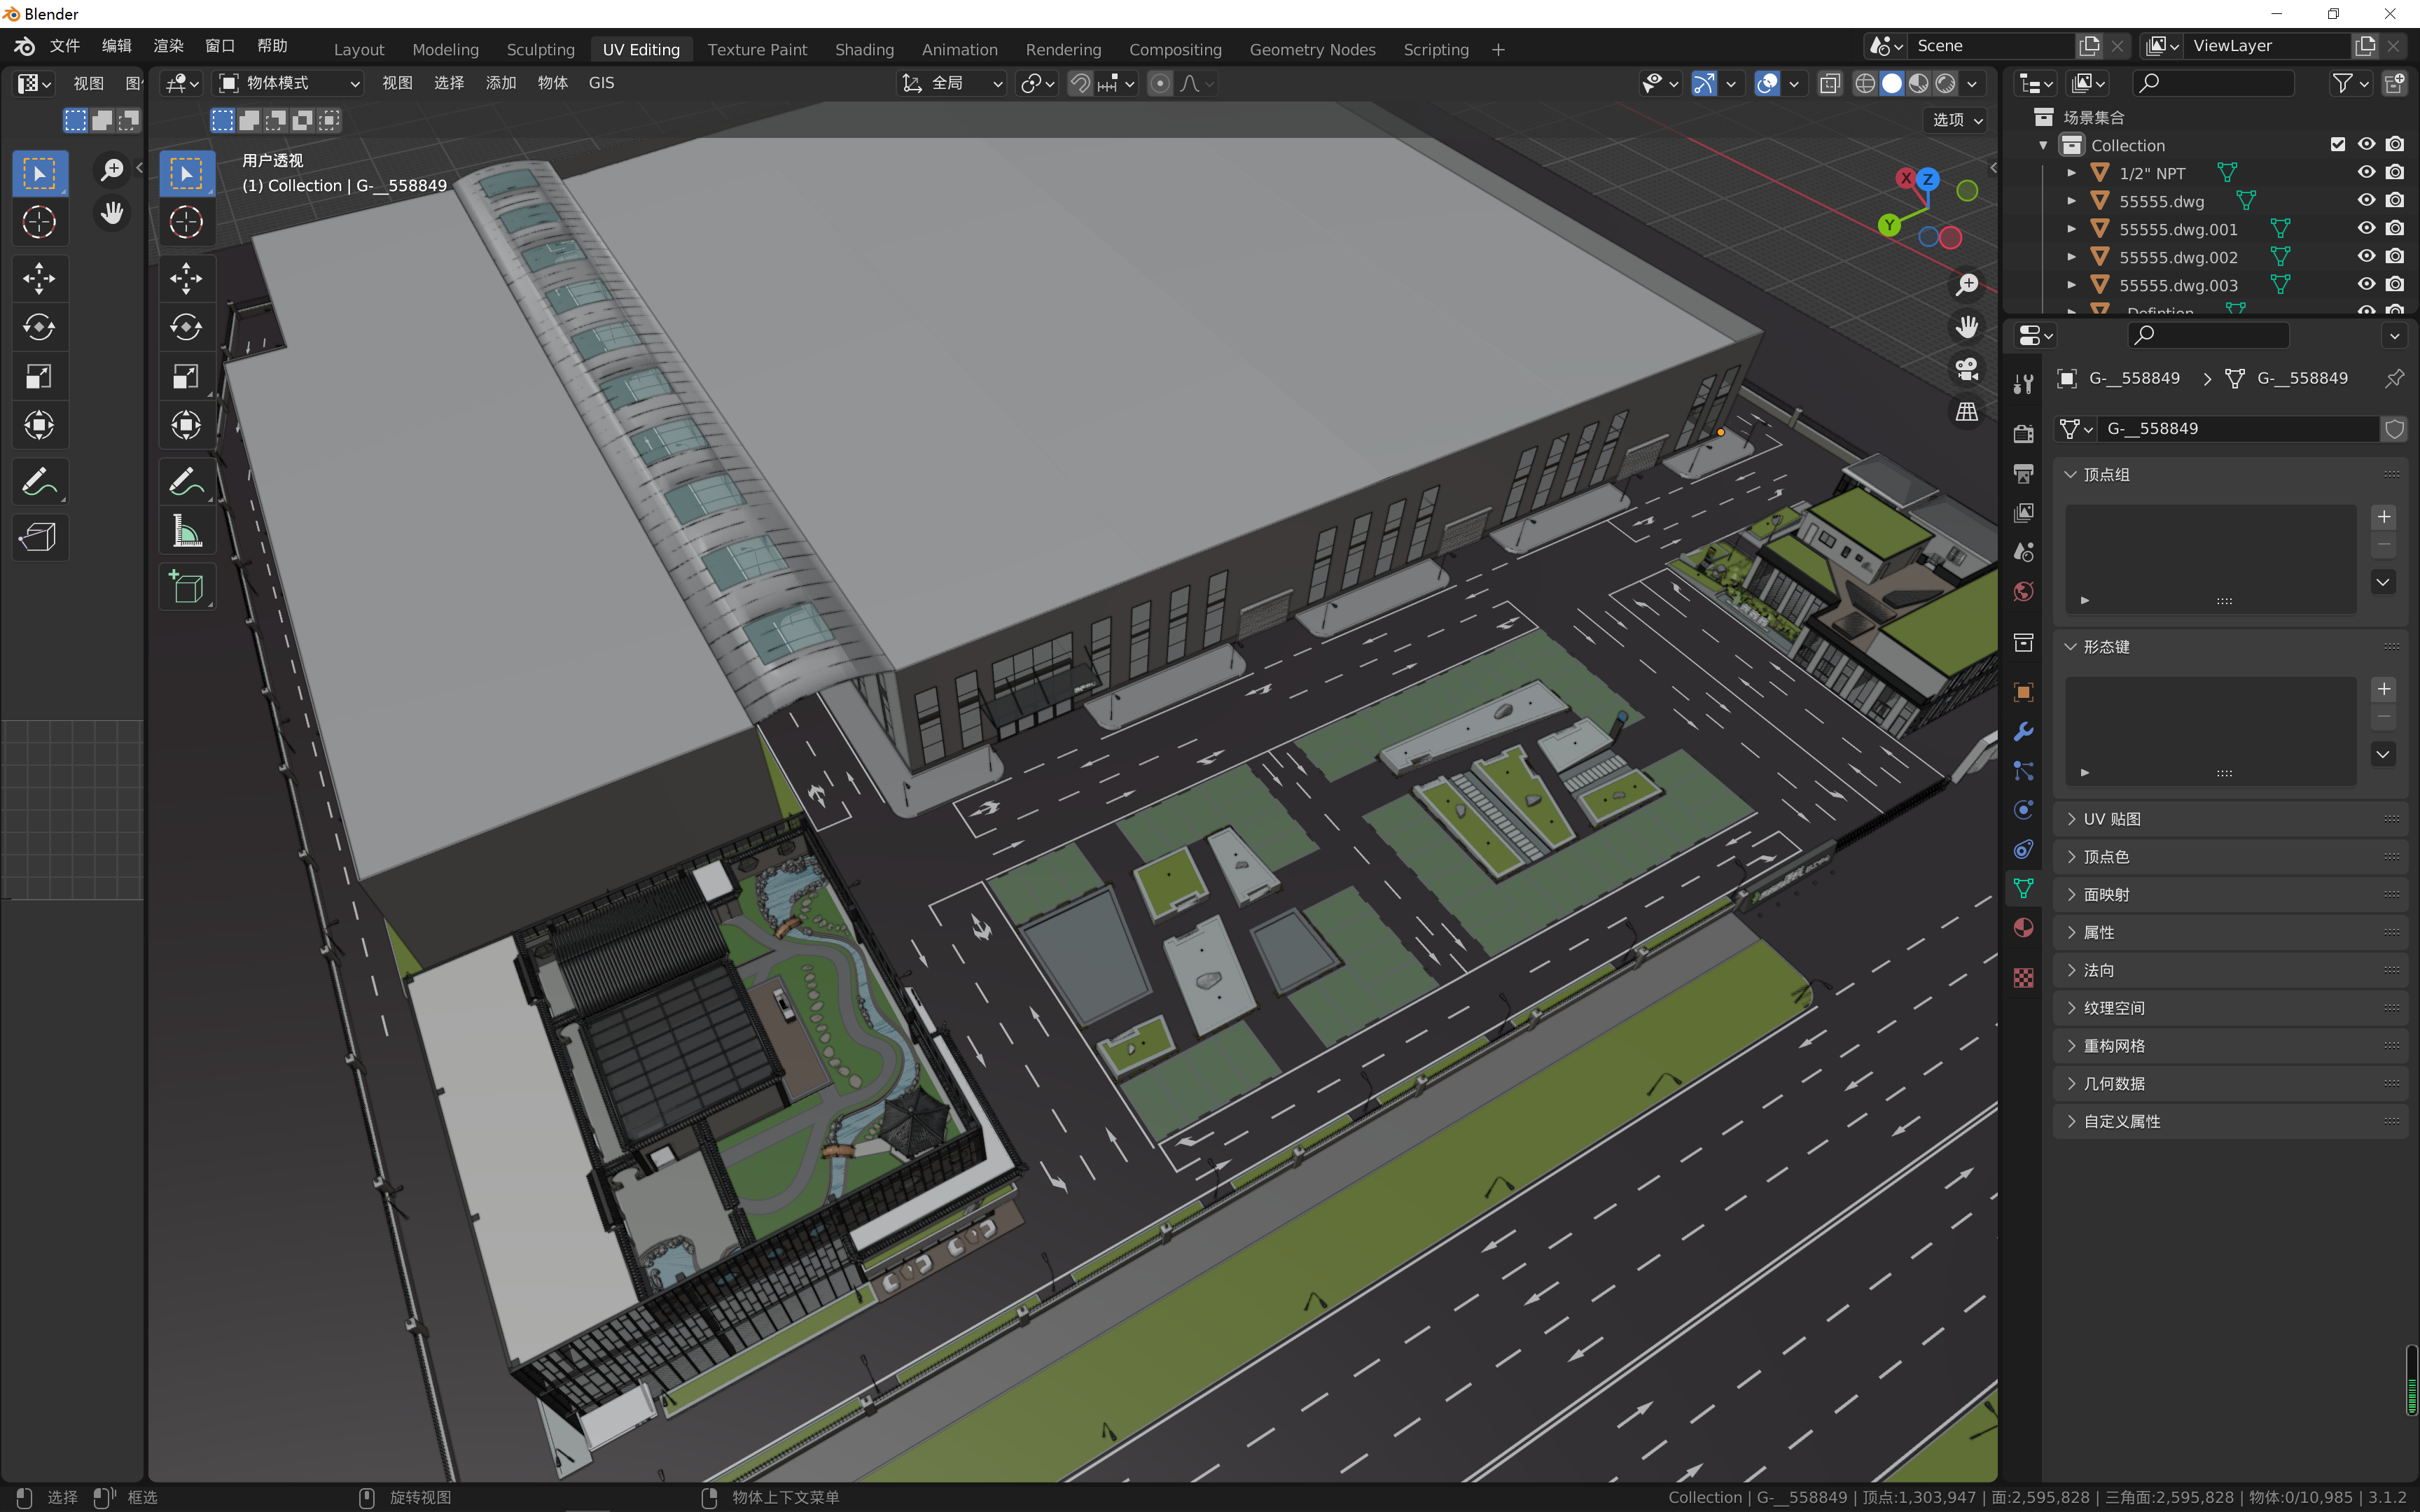 Blender
文件 编辑 渲染 窗口 帮助 Layout Modeling Sculpting UV Editing Texture Paint Shading Animation Rendering Compositing Geometry Nodes Scripting + Scene ViewLayer
视图 物体模式 视图 选择 添加 物体 GIS 全局
选项
用户透视
(1) Collection | G-__558849
X Z
Y
场景集合
Collection
1/2" NPT
55555.dwg
55555.dwg.001
55555.dwg.002
55555.dwg.003
G-__558849 > G-__558849
G-__558849
顶点组
形态键
UV 贴图
顶点色
面映射
属性
法向
纹理空间
重构网格
几何数据
自定义属性
选择 框选 旋转视图 物体上下文菜单 Collection | G-__558849 | 顶点:1,303,947 | 面:2,595,828 | 三角面:2,595,828 | 物体:0/10,985 | 3.1.2